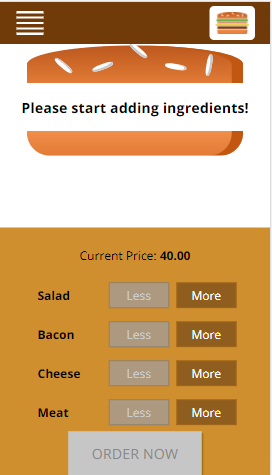 Please start adding ingredients!
Current Price: 40.00
Salad Less More
Bacon Less More
Cheese Less More
Meat Less More
ORDER NOW